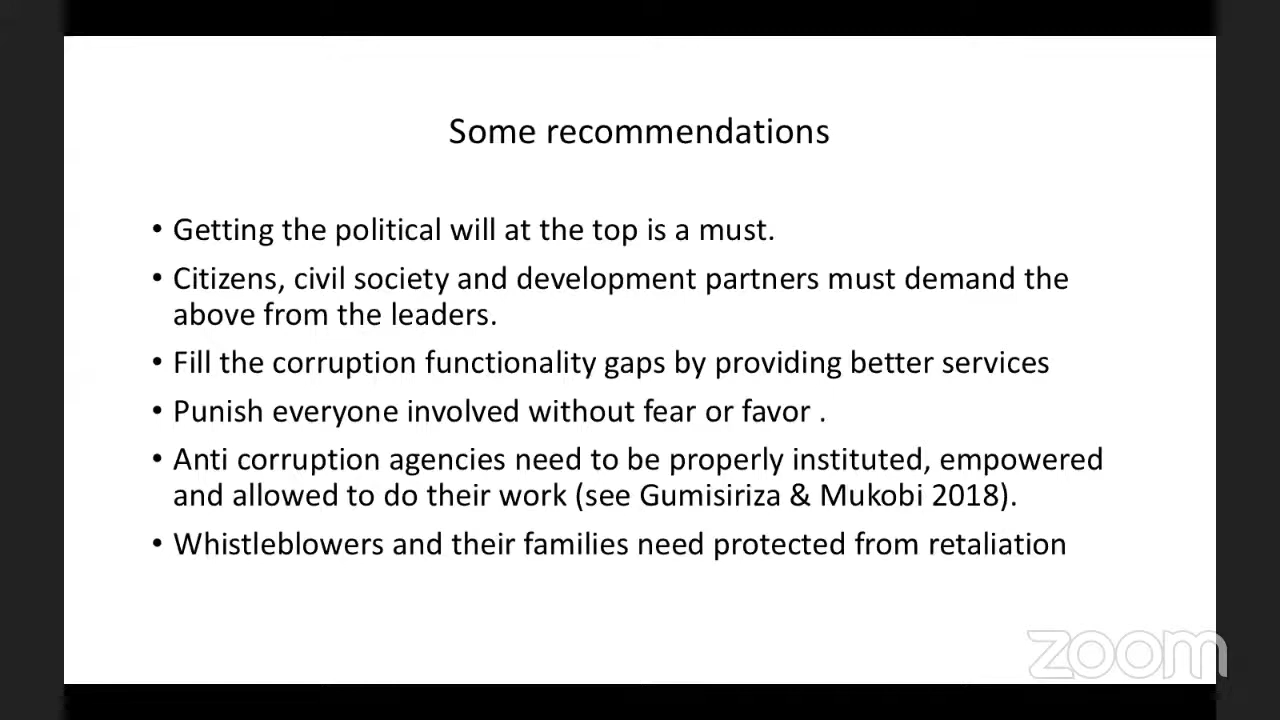 Some recommendations
• Getting the political will at the top is a must.
• Citizens, civil society and development partners must demand the
above from the leaders.
• Fill the corruption functionality gaps by providing better services
• Punish everyone involved without fear or favor .
• Anti corruption agencies need to be properly instituted, empowered
and allowed to do their work (see Gumisiriza & Mukobi 2018).
• Whistleblowers and their families need protected from retaliation
zoom